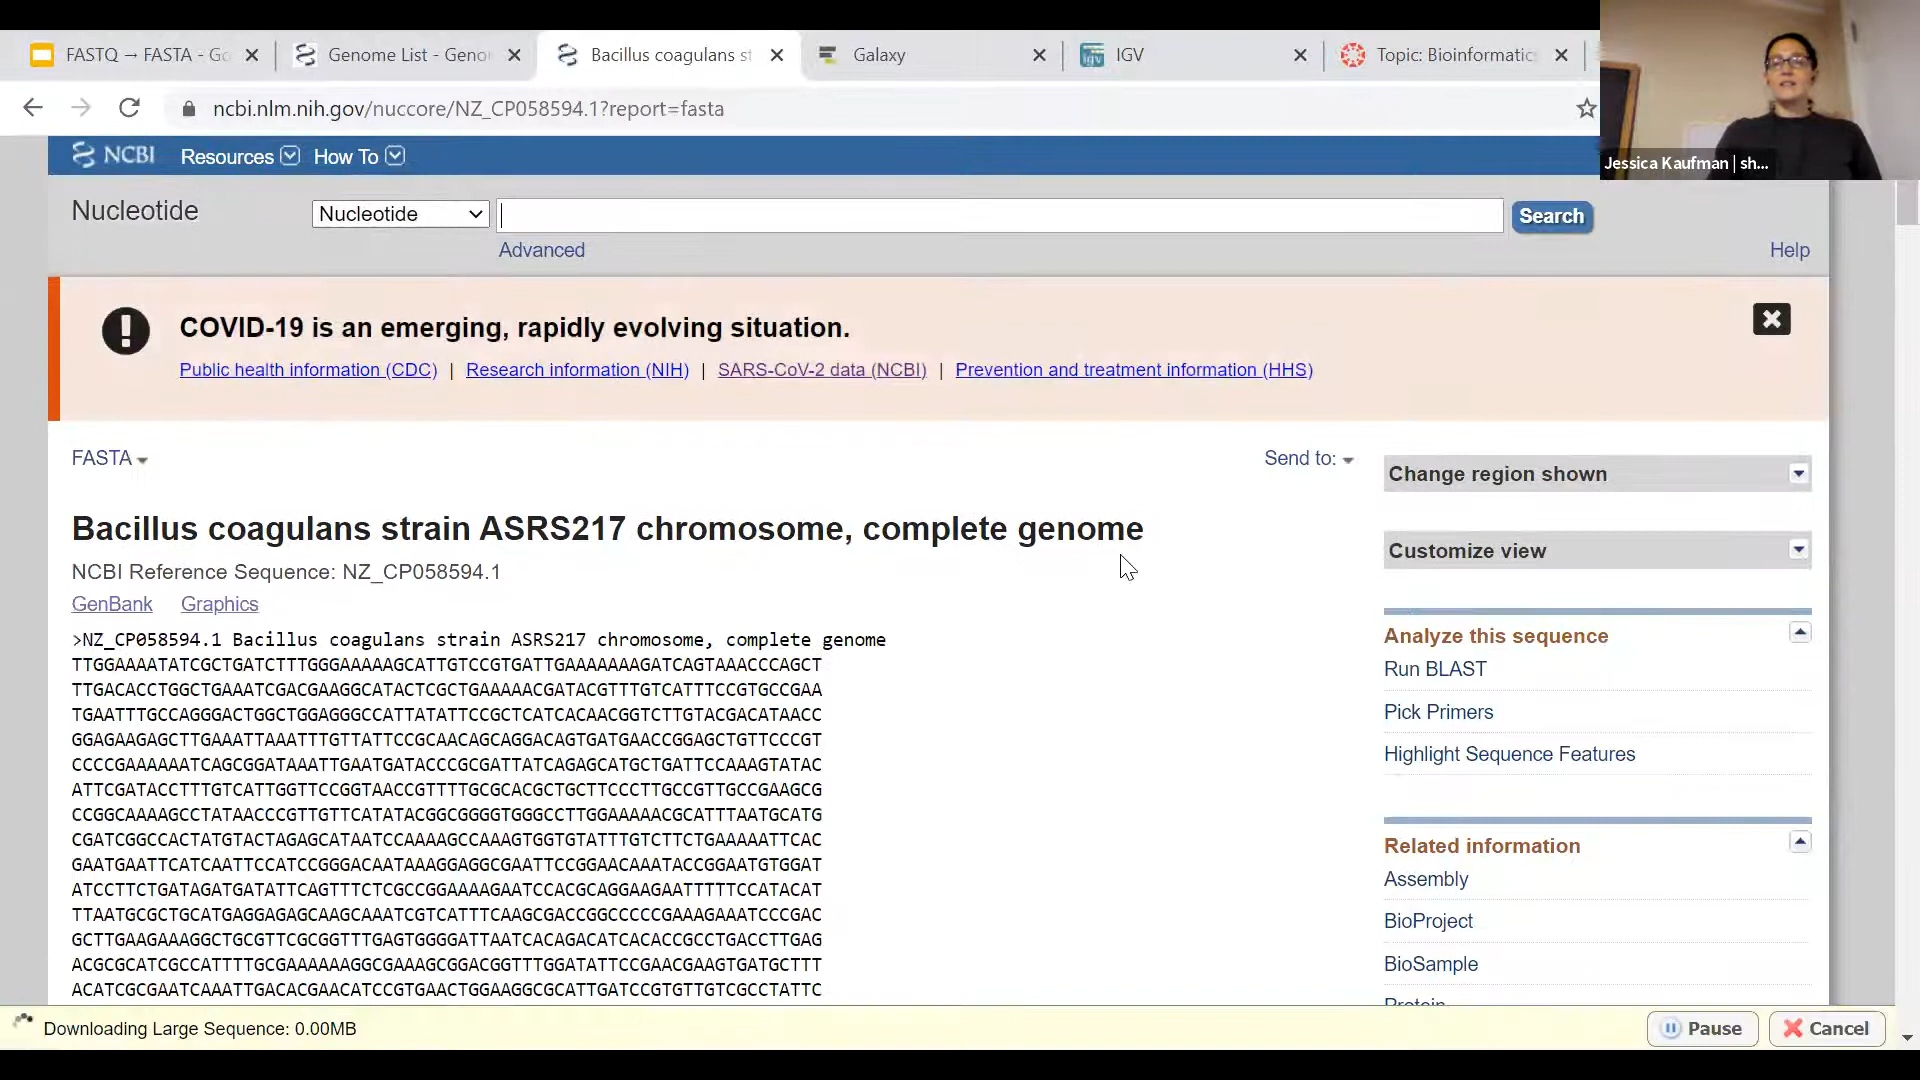 FASTQ → FASTA - Go
Genome List - Geno
Bacillus coagulans st
Galaxy
IGV
Topic: Bioinformatic
ncbi.nlm.nih.gov/nuccore/NZ_CP058594.1?report=fasta
Jessica Kaufman | sh...
NCBI
Resources
How To
Nucleotide
Nucleotide
Search
Advanced
Help
COVID-19 is an emerging, rapidly evolving situation.
Public health information (CDC) | Research information (NIH) | SARS-CoV-2 data (NCBI) | Prevention and treatment information (HHS)
FASTA
Send to:
Change region shown
Bacillus coagulans strain ASRS217 chromosome, complete genome
Customize view
NCBI Reference Sequence: NZ_CP058594.1
GenBank
Graphics
>NZ_CP058594.1 Bacillus coagulans strain ASRS217 chromosome, complete genome
TTGGAAAATATCGCTGATCTTTGGGAAAAAGCATTGTCCGTGATTGAAAAAAAGATCAGTAAACCCAGCT
TTGACACCTGGCTGAAATCGACGAAGGCATACTCGCTGAAAAACGATACGTTTGTCATTTCCGTGCCGAA
TGAATTTGCCAGGGACTGGCTGGAGGGCCATTATATTCCGCTCATCACAACGGTCTTGTACGACATAACC
GGAGAAGAGCTTGAAATTAAATTTGTTATTCCGCAACAGCAGGACAGTGATGAACCGGAGCTGTTCCCGT
CCCCGAAAAAATCAGCGGATAAATTGAATGATACCCGCGATTATCAGAGCATGCTGATTCCAAAGTATAC
ATTCGATACCTTTGTCATTGGTTCCGGTAACCGTTTTGCGCACGCTGCTTCCCTTGCCGTTGCCGAAGCG
CCGGCAAAAGCCTATAACCCGTTGTTCATATACGGCGGGGTGGGCCTTGGAAAAACGCATTTAATGCATG
CGATCGGCCACTATGTACTAGAGCATAATCCAAAAGCCAAAGTGGTGTATTTGTCTTCTGAAAAATTCAC
GAATGAATTCATCAATTCCATCCGGGACAATAAAGGAGGCGAATTCCGGAACAAATACCGGAATGTGGAT
ATCCTTCTGATAGATGATATTCAGTTTCTCGCCGGAAAAGAATCCACGCAGGAAGAATTTTTCCATACAT
TTAATGCGCTGCATGAGGAGAGCAAGCAAATCGTCATTTCAAGCGACCGGCCCCCGAAAGAAATCCCGAC
GCTTGAAGAAAGGCTGCGTTCGCGGTTTGAGTGGGGATTAATCACAGACATCACACCGCCTGACCTTGAG
ACGCGCATCGCCATTTTGCGAAAAAAGGCGAAAGCGGACGGTTTGGATATTCCGAACGAAGTGATGCTTT
ACATCGCGAATCAAATTGACACGAACATCCGTGAACTGGAAGGCGCATTGATCCGTGTTGTCGCCTATTC
Analyze this sequence
Run BLAST
Pick Primers
Highlight Sequence Features
Related information
Assembly
BioProject
BioSample
Protein
Downloading Large Sequence: 0.00MB
Pause
Cancel